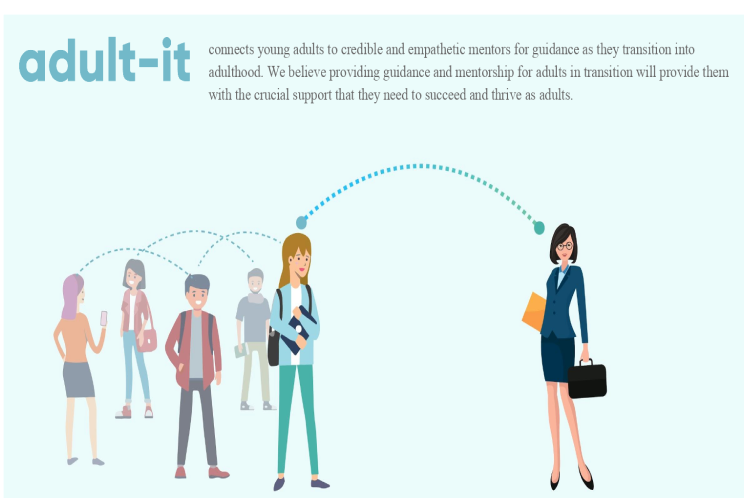 adult-it
connects young adults to credible and empathetic mentors for guidance as they transition into
adulthood. We believe providing guidance and mentorship for adults in transition will provide them
with the crucial support that they need to succeed and thrive as adults.